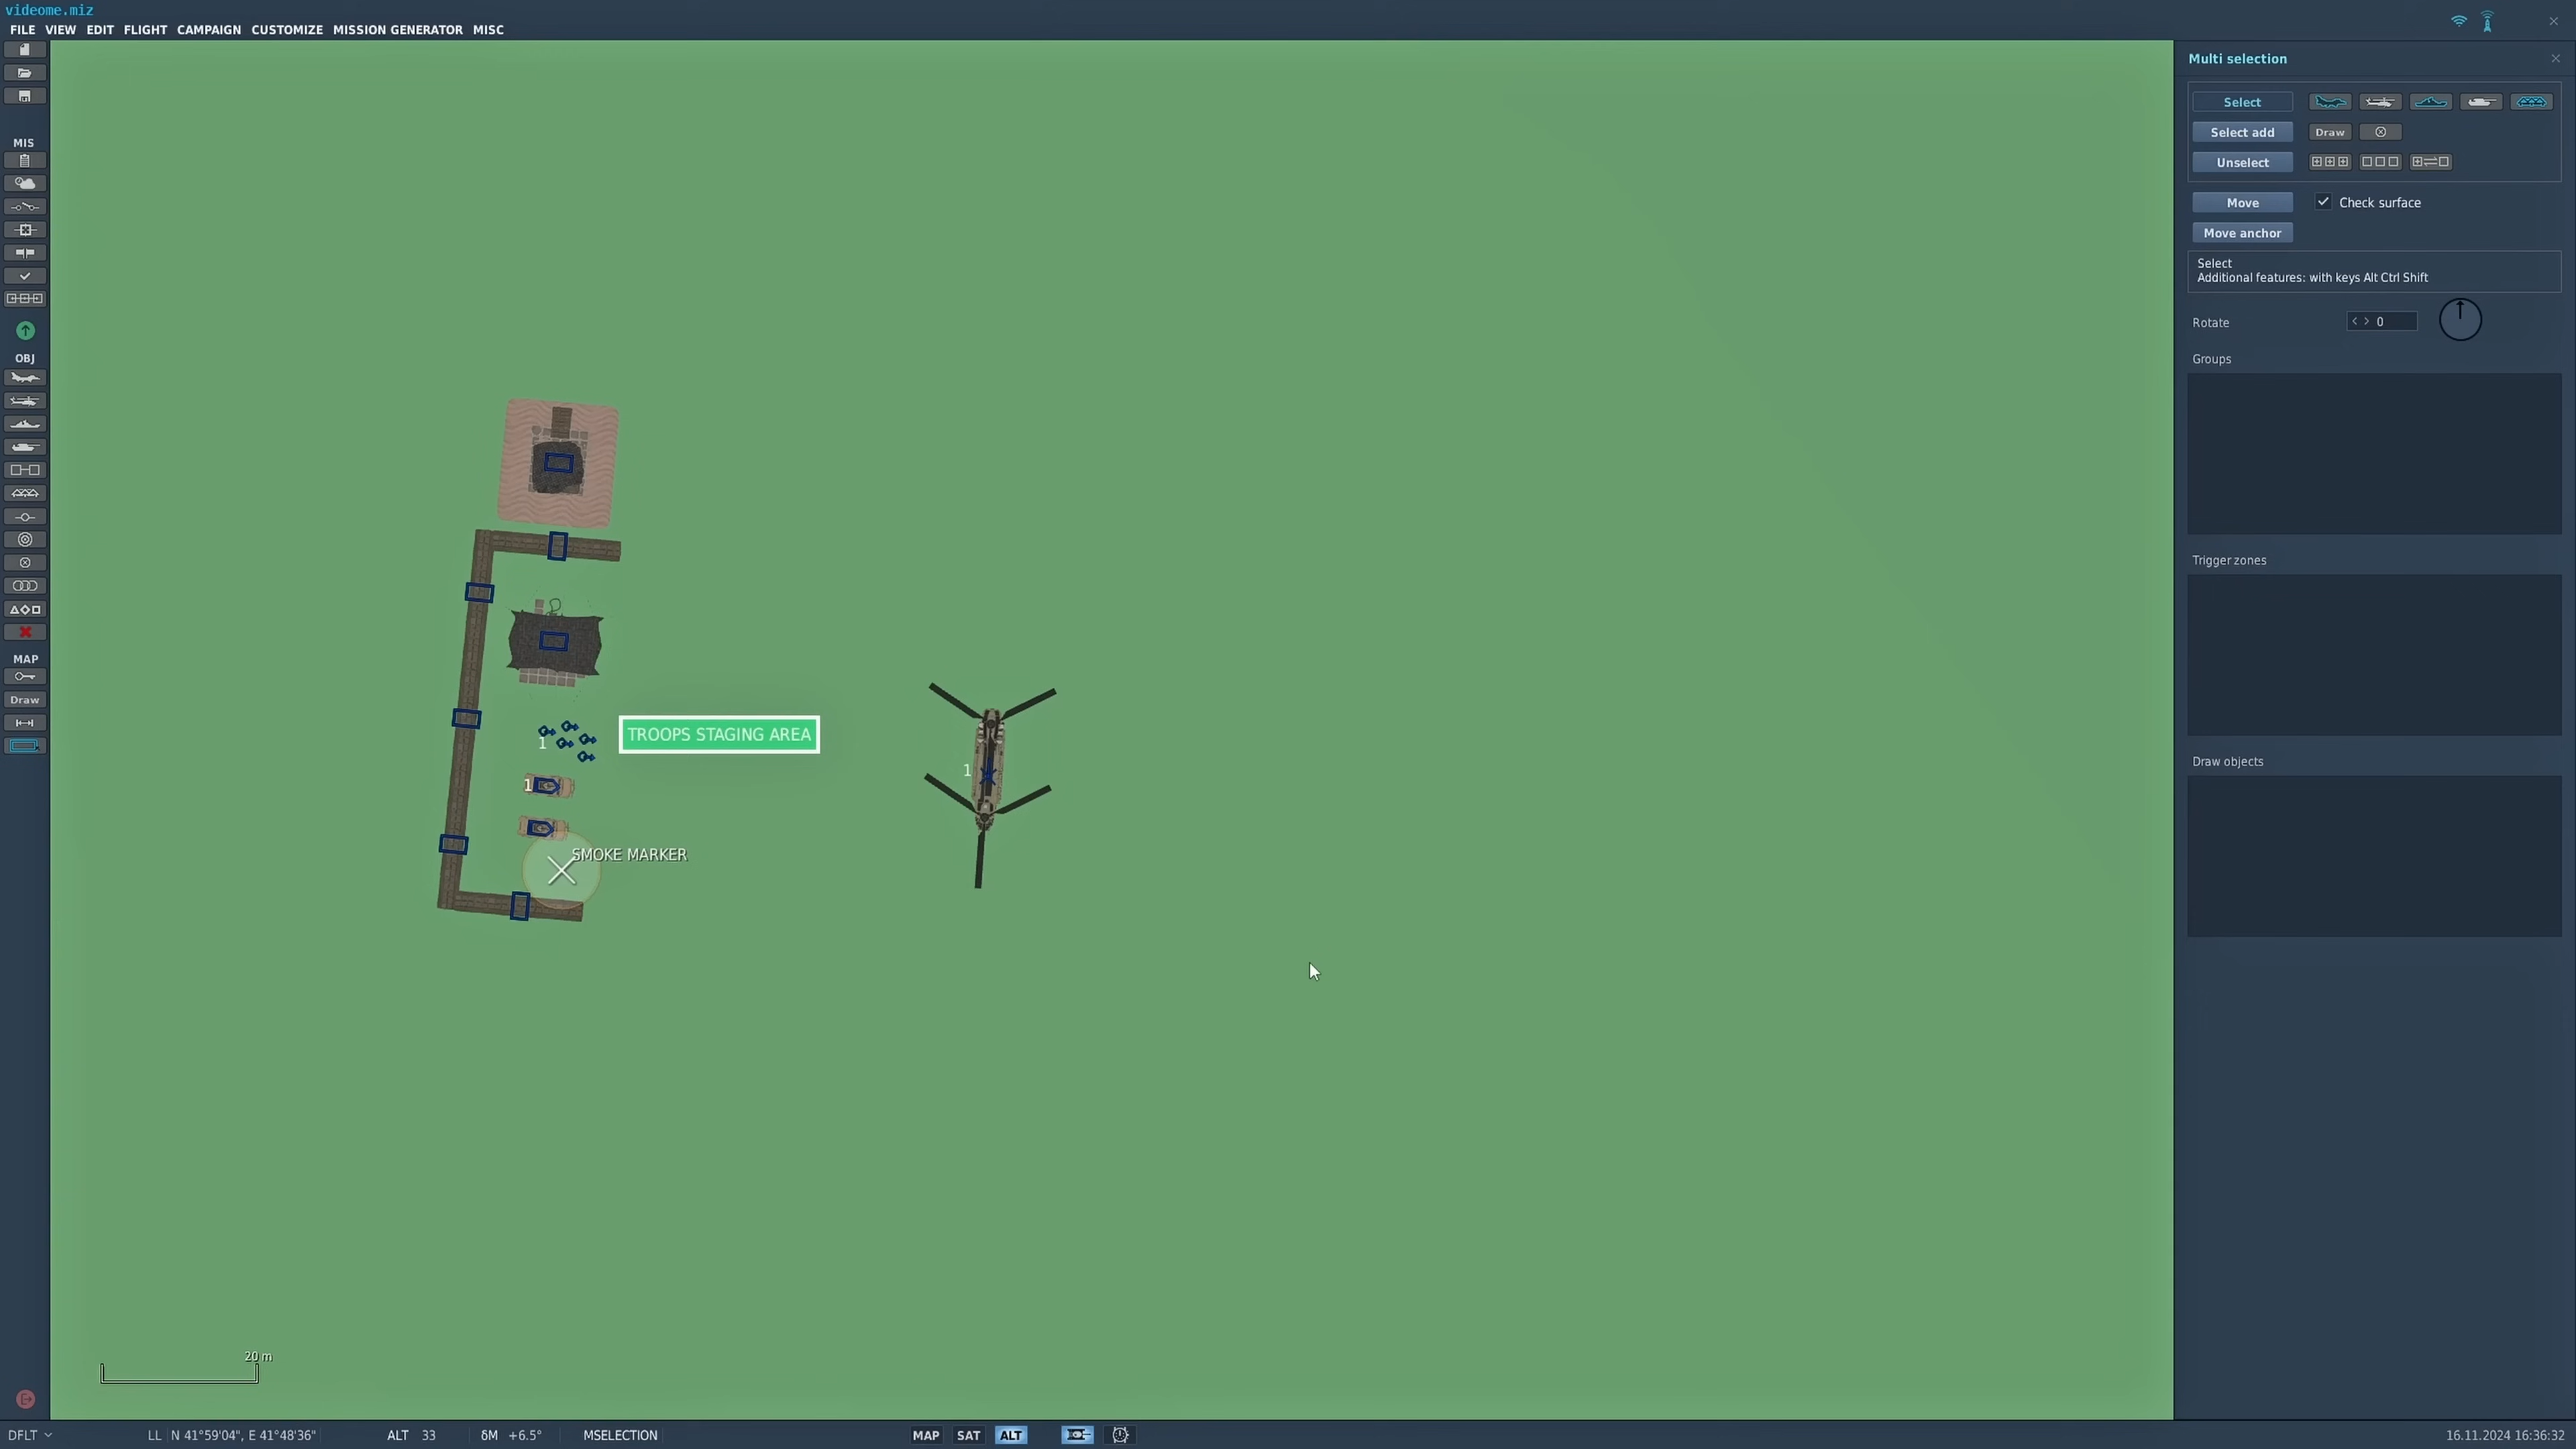 videome.miz
FILE VIEW EDIT FLIGHT CAMPAIGN CUSTOMIZE MISSION GENERATOR MISC
MIS
OBJ
MAP
Draw
TROOPS STAGING AREA
1
1
1
SMOKE MARKER
20 m
Multi selection
Select
Select add
Draw
Unselect
Move
Check surface
Move anchor
Select
Additional features: with keys Alt Ctrl Shift
Rotate
0
Groups
Trigger zones
Draw objects
DFLT
LL N 41°59'04", E 41°48'36"
ALT 33
δM +6.5°
MSELECTION
MAP SAT ALT
16.11.2024 16:36:32